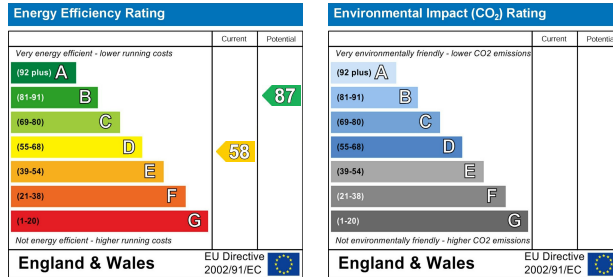 Energy Efficiency Rating
Current Potential
Very energy efficient - lower running costs
(92 plus) A
(81-91) B
(69-80) C
(55-68) D
(39-54) E
(21-38) F
(1-20) G
87
58
Not energy efficient - higher running costs
England & Wales
EU Directive
2002/91/EC
Environmental Impact (CO₂) Rating
Current Potential
Very environmentally friendly - lower CO2 emissions
(92 plus) A
(81-91) B
(69-80) C
(55-68) D
(39-54) E
(21-38) F
(1-20) G
Not environmentally friendly - higher CO2 emissions
England & Wales
EU Directive
2002/91/EC